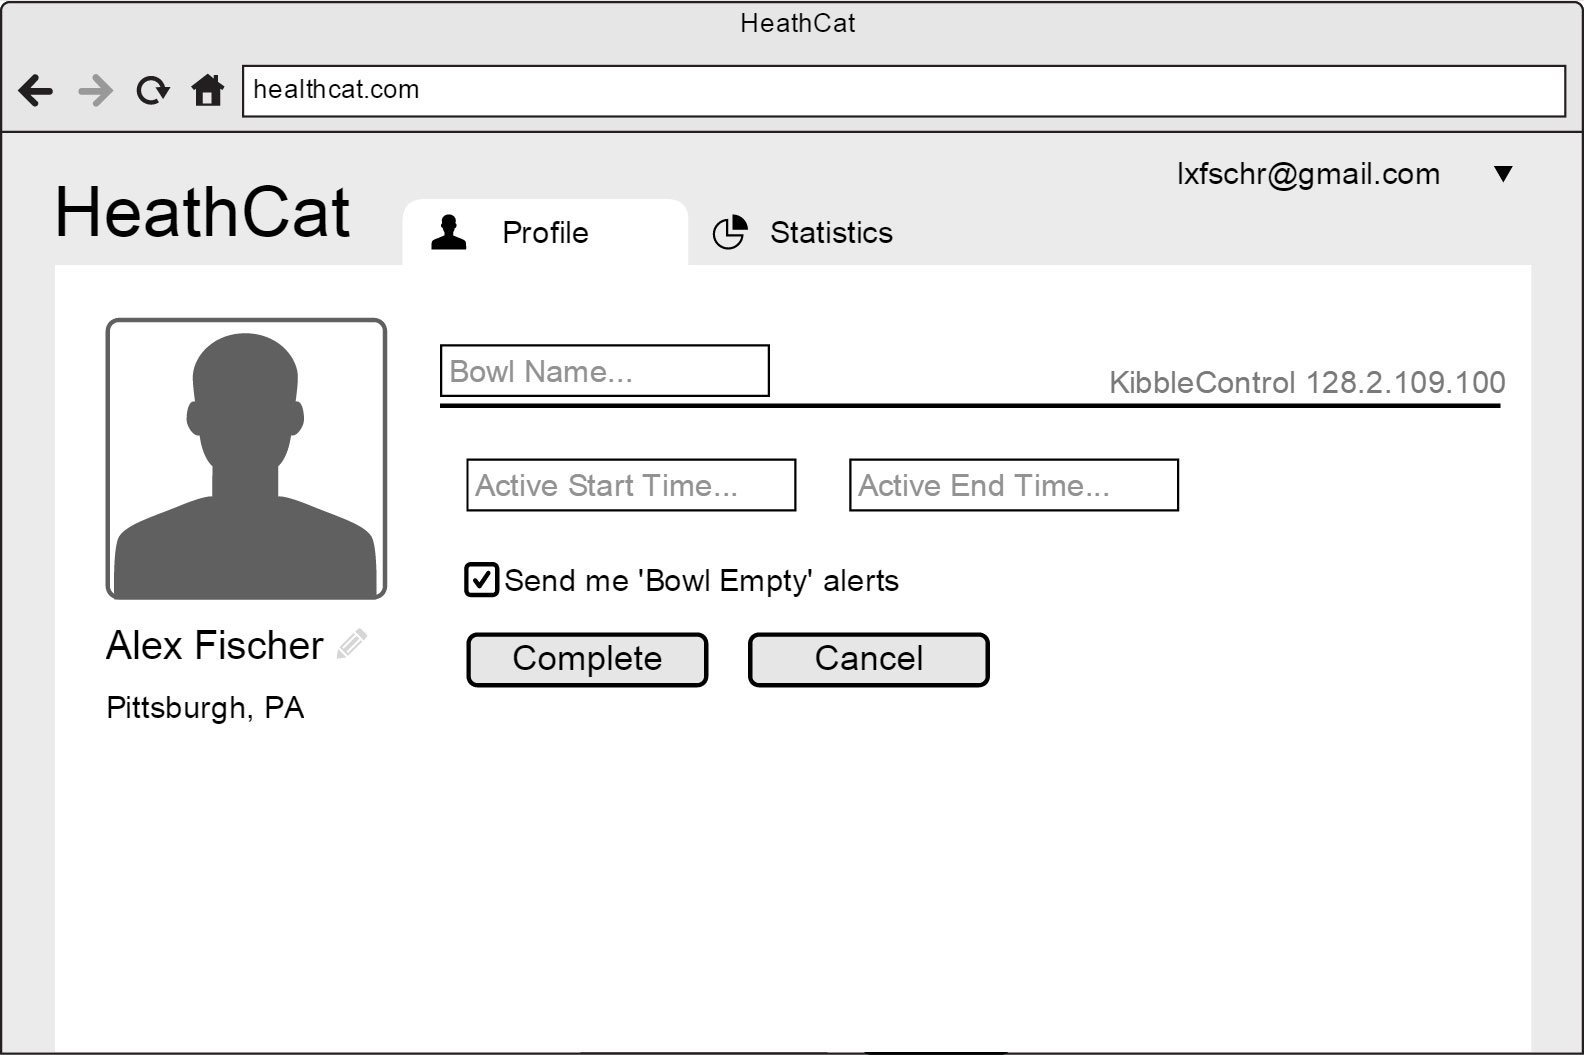 HeathCat
healthcat.com
lxfschr@gmail.com
HeathCat
Profile
Statistics
Bowl Name...
KibbleControl 128.2.109.100
Active Start Time...
Active End Time...
Send me 'Bowl Empty' alerts
Complete
Cancel
Alex Fischer
Pittsburgh, PA